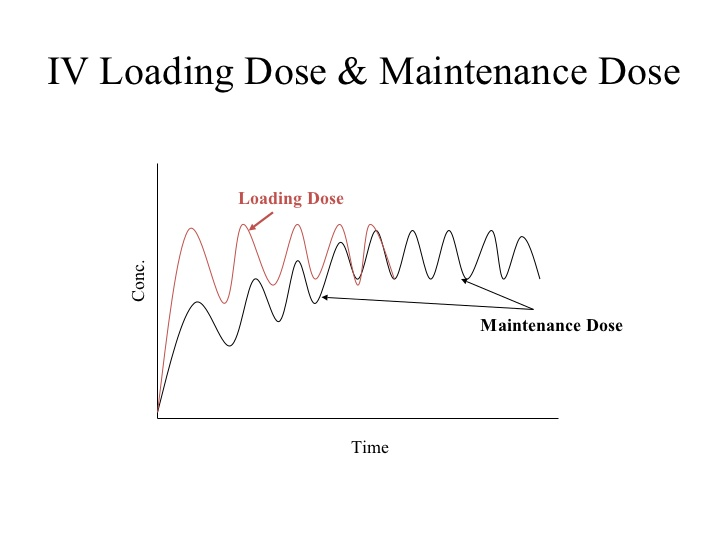 IV Loading Dose & Maintenance Dose
Loading Dose
Conc.
Maintenance Dose
Time